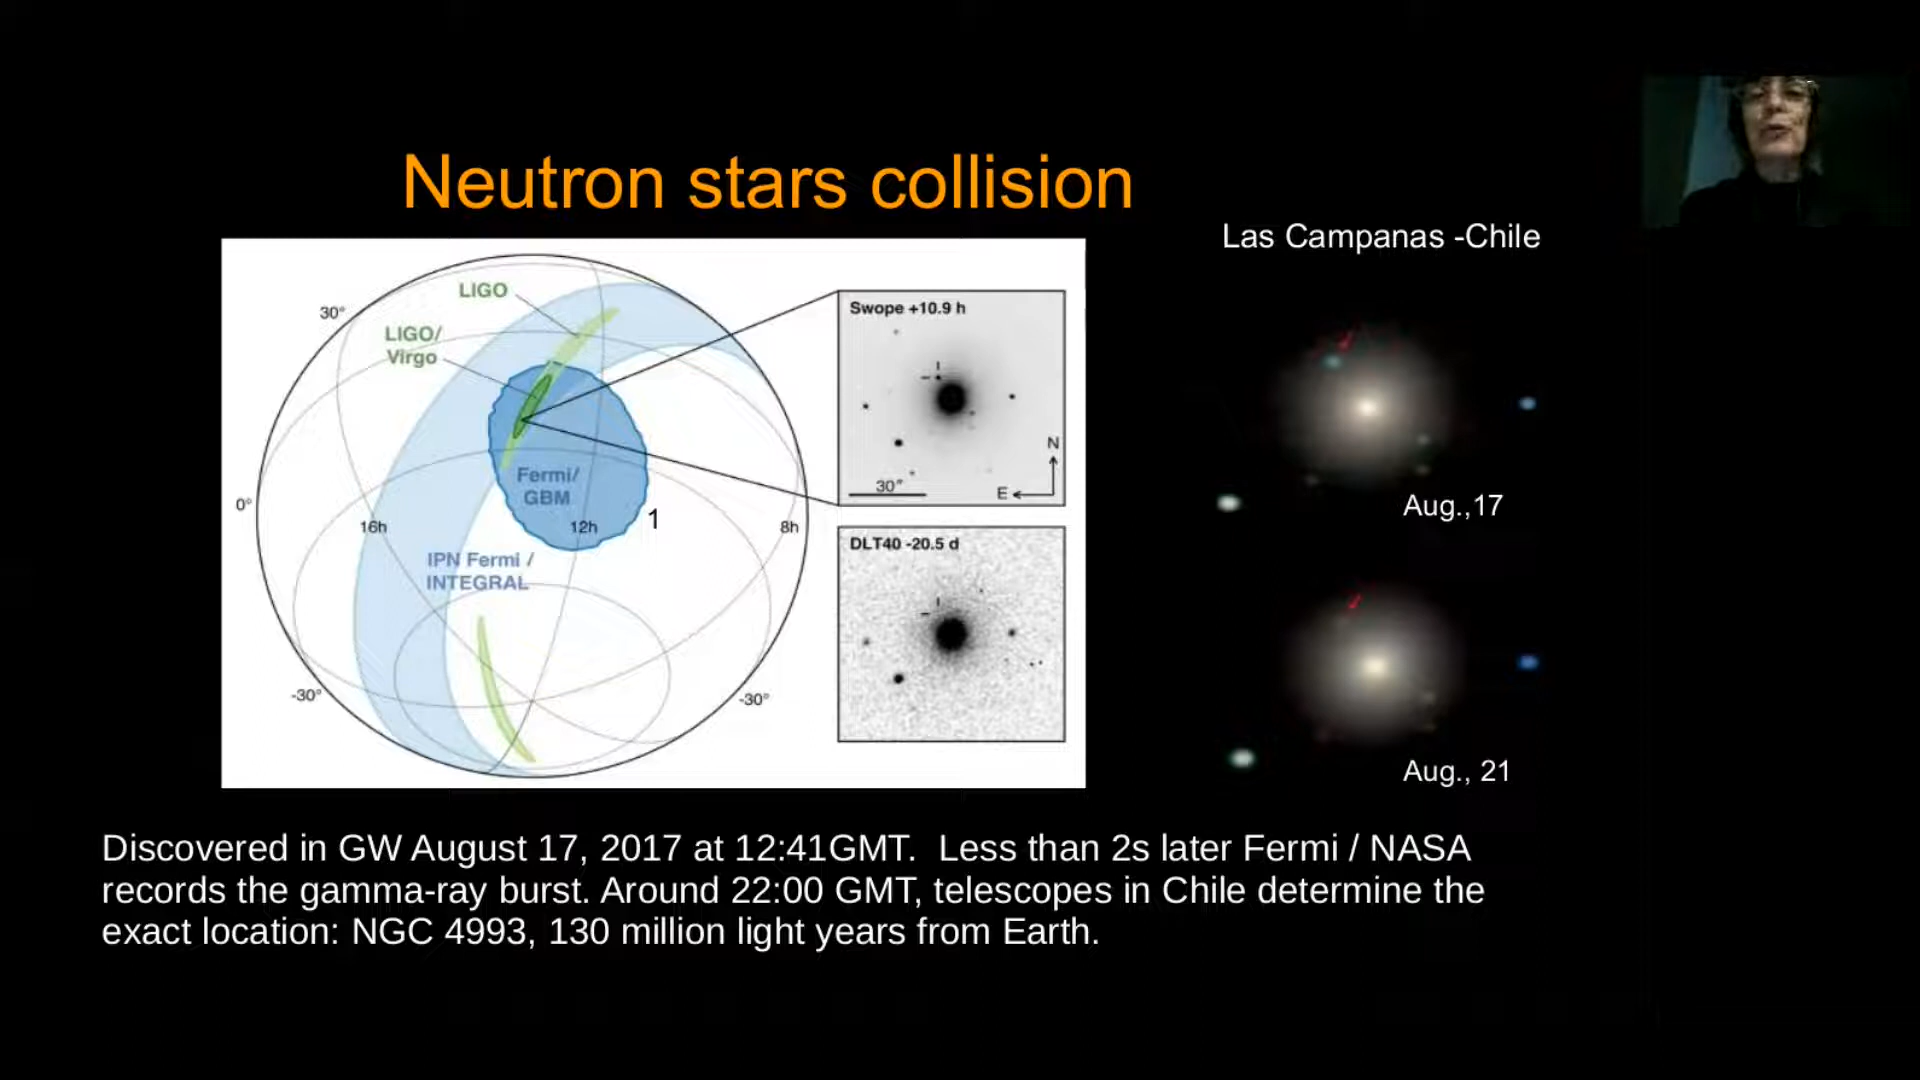 Neutron stars collision
Las Campanas -Chile
LIGO
30°
LIGO/
Virgo
Swope +10.9 h
N
30"
E
Fermi/
GBM
0°
16h
12h
8h
1
IPN Fermi /
INTEGRAL
DLT40 -20.5 d
-30°
-30°
Aug.,17
Aug., 21
Discovered in GW August 17, 2017 at 12:41GMT.  Less than 2s later Fermi / NASA
records the gamma-ray burst. Around 22:00 GMT, telescopes in Chile determine the
exact location: NGC 4993, 130 million light years from Earth.